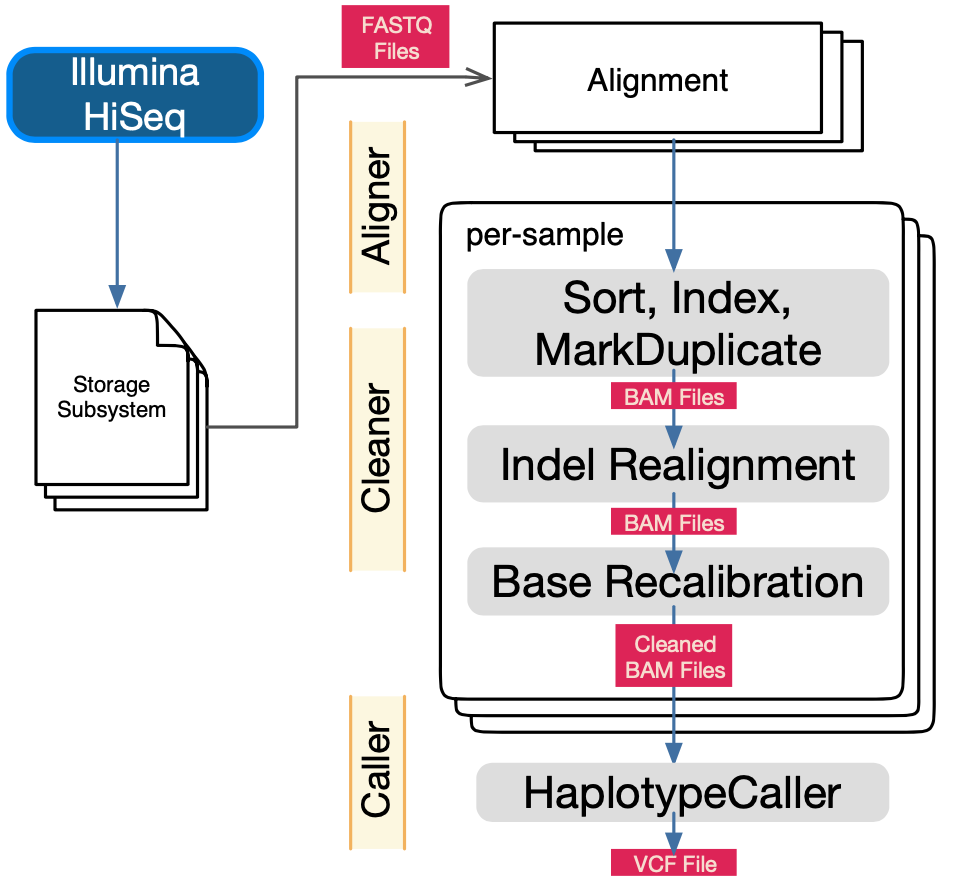 Illumina
HiSeq
Storage
Subsystem
FASTQ
Files
Alignment
Aligner
per-sample
Sort, Index,
MarkDuplicate
BAM Files
Cleaner
Indel Realignment
BAM Files
Base Recalibration
Cleaned
BAM Files
Caller
HaplotypeCaller
VCF File